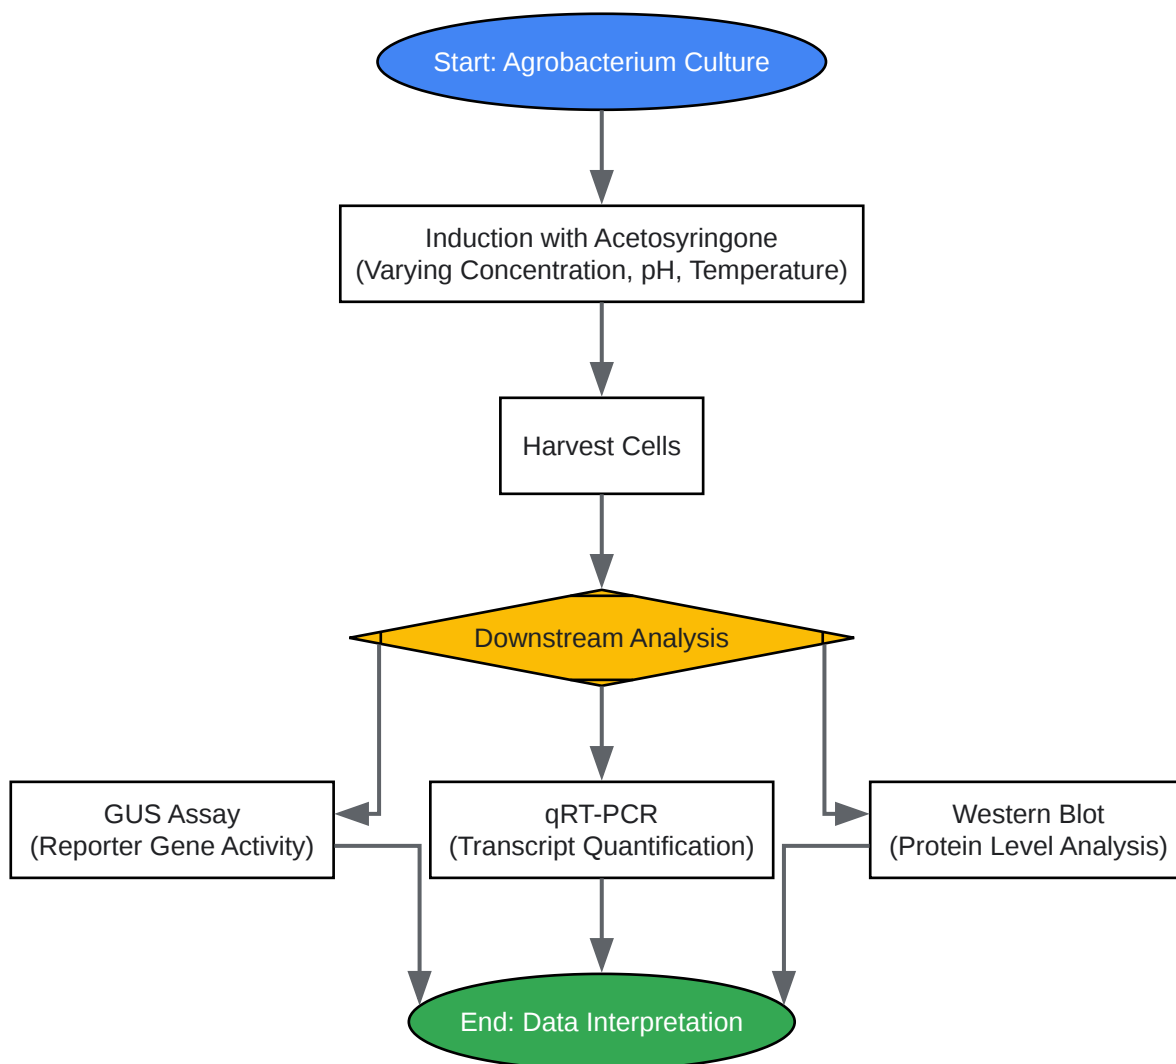 Start: Agrobacterium Culture
Induction with Acetosyringone
(Varying Concentration, pH, Temperature)
Harvest Cells
Downstream Analysis
GUS Assay
(Reporter Gene Activity)
qRT-PCR
(Transcript Quantification)
Western Blot
(Protein Level Analysis)
End: Data Interpretation